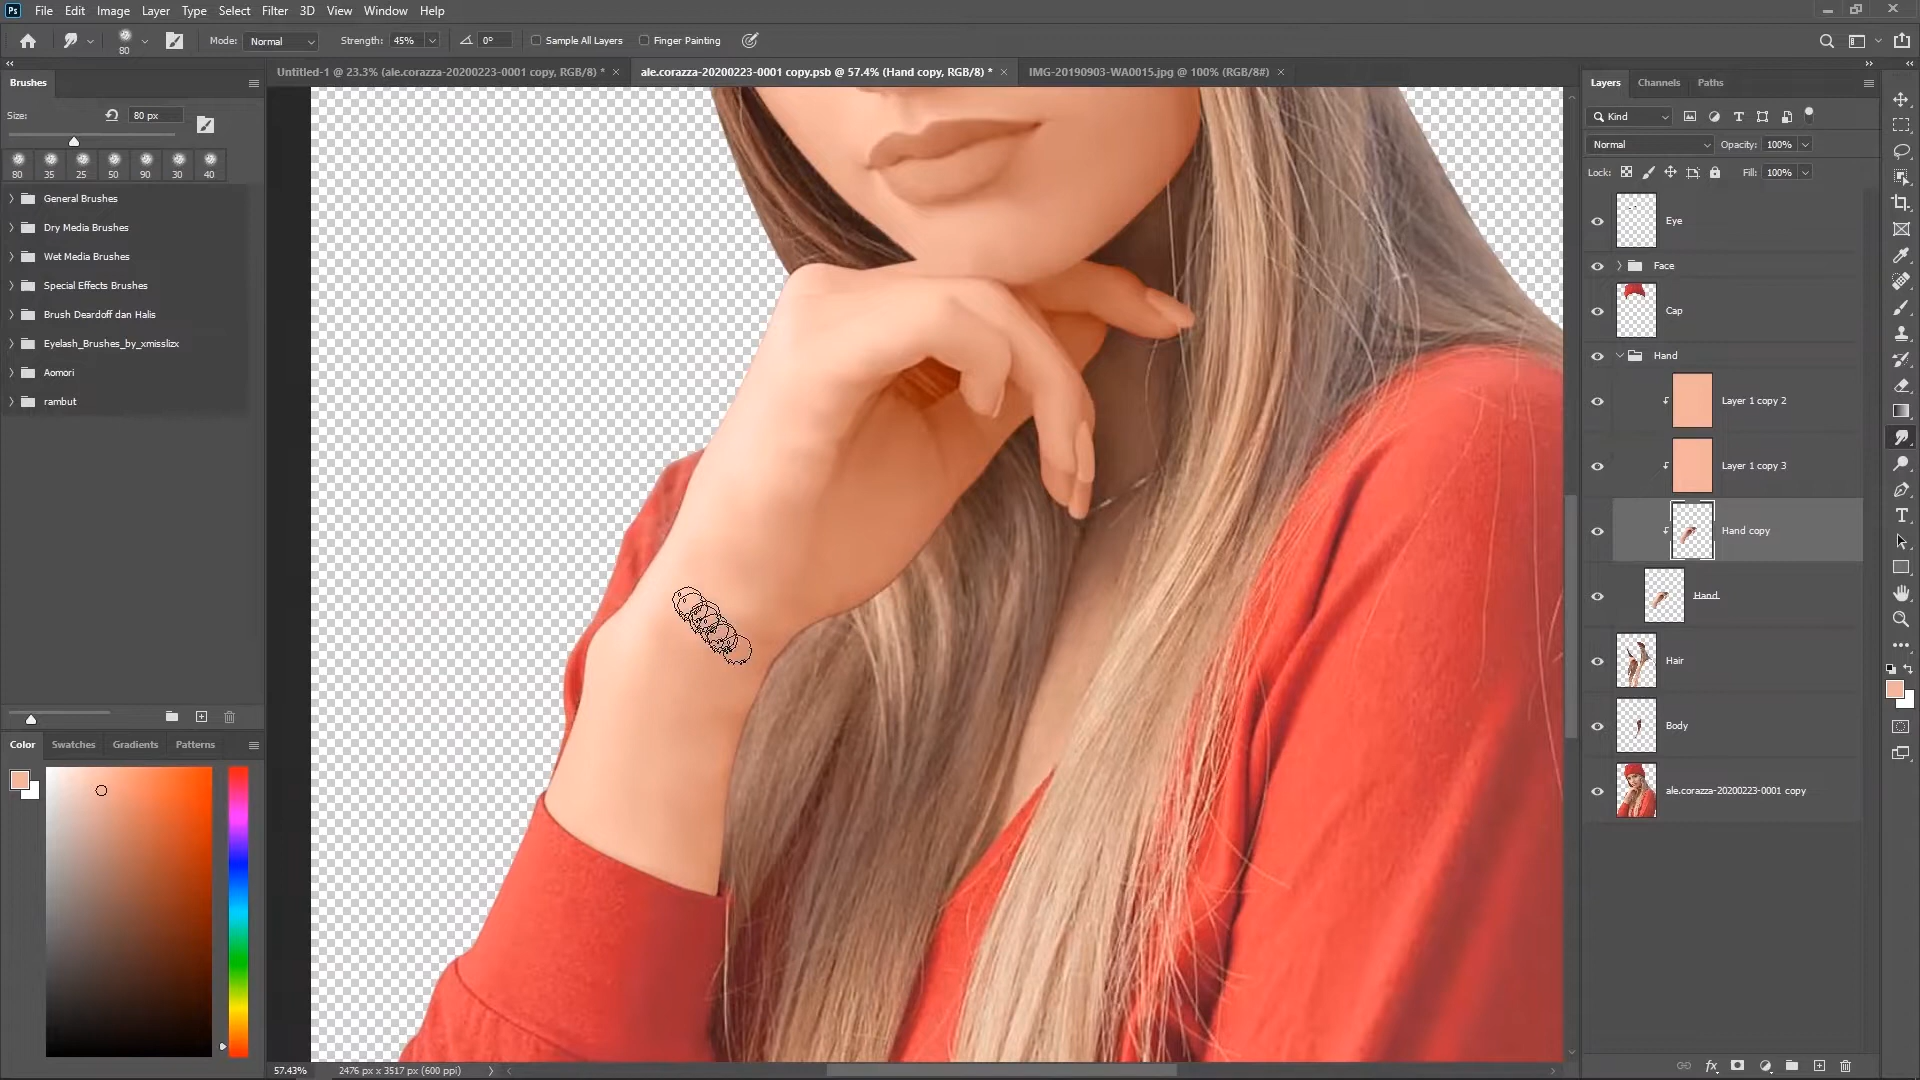 Ps File Edit Image Layer Type Select Filter 3D View Window Help
80 Mode: Normal Strength: 45% 0° Sample All Layers Finger Painting
Untitled-1 @ 23.3% (ale.corazza-20200223-0001 copy, RGB/8) * ale.corazza-20200223-0001 copy.psb @ 57.4% (Hand copy, RGB/8) * IMG-20190903-WA0015.jpg @ 100% (RGB/8#)
Brushes
Size: 80 px
80 35 25 50 90 30 40
General Brushes
Dry Media Brushes
Wet Media Brushes
Special Effects Brushes
Brush Deardoff dan Halis
Eyelash_Brushes_by_xmisslizx
Aomori
rambut
Color Swatches Gradients Patterns
57.43% 2476 px x 3517 px (600 ppi)
Layers Channels Paths
Kind
Normal Opacity: 100%
Lock: Fill: 100%
Eye
Face
Cap
Hand
Layer 1 copy 2
Layer 1 copy 3
Hand copy
Hand
Hair
Body
ale.corazza-20200223-0001 copy
fx